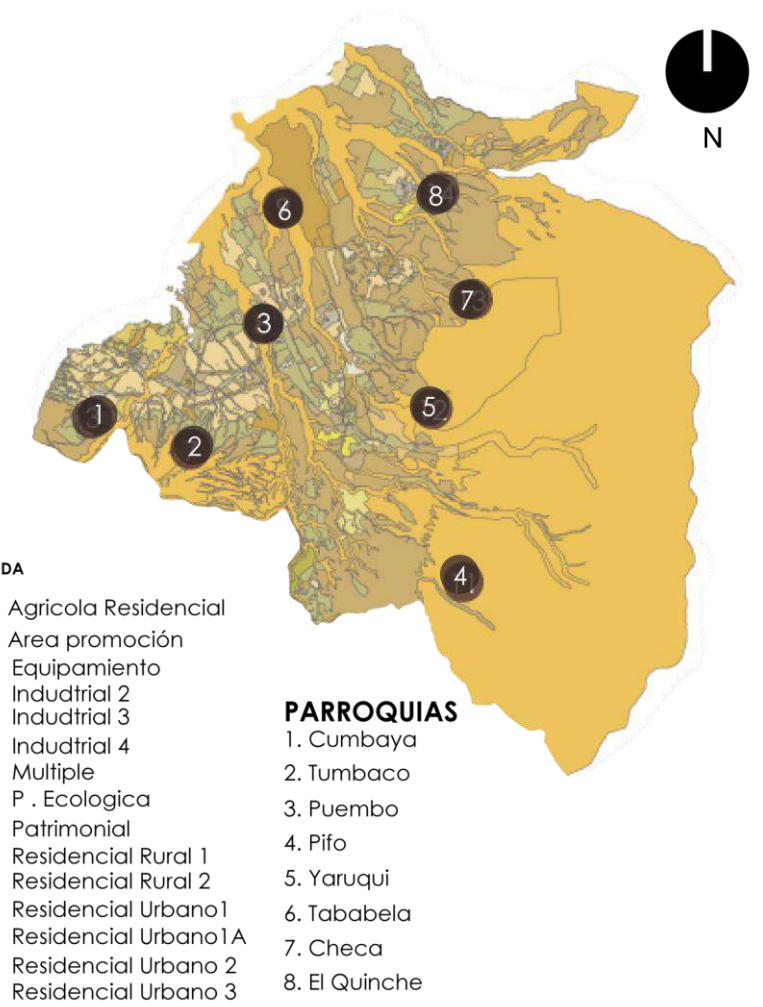 N
6
8
7
3
5
1
2
4
DA
Agricola Residencial
Area promoción
Equipamiento
Indudtrial 2
Indudtrial 3
Indudtrial 4
Multiple
P . Ecologica
Patrimonial
Residencial Rural 1
Residencial Rural 2
Residencial Urbano1
Residencial Urbano1A
Residencial Urbano 2
Residencial Urbano 3
PARROQUIAS
1. Cumbaya
2. Tumbaco
3. Puembo
4. Pifo
5. Yaruqui
6. Tababela
7. Checa
8. El Quinche